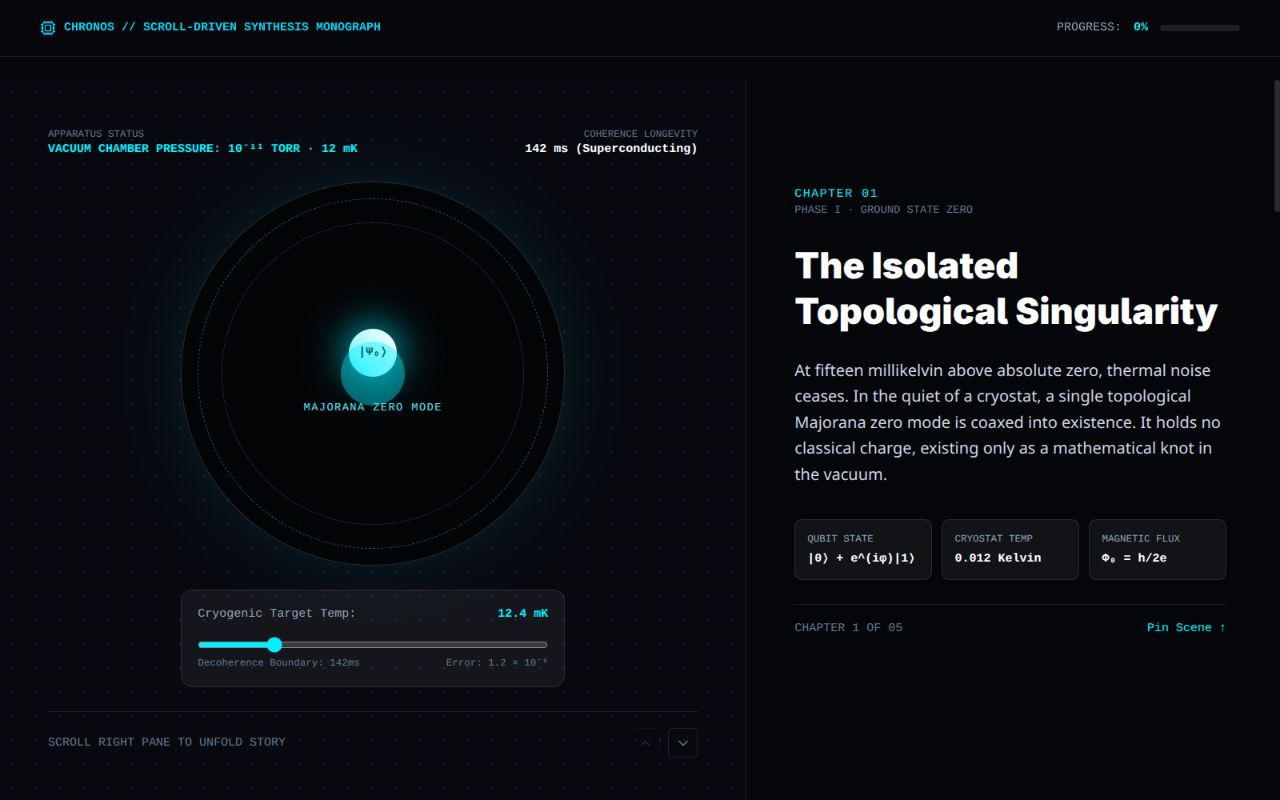 CHRONOS // SCROLL-DRIVEN SYNTHESIS MONOGRAPH
PROGRESS: 0%
APPARATUS STATUS
VACUUM CHAMBER PRESSURE: 10⁻¹¹ TORR · 12 mK
COHERENCE LONGEVITY
142 ms (Superconducting)
|Ψ₀⟩
MAJORANA ZERO MODE
Cryogenic Target Temp: 12.4 mK
Decoherence Boundary: 142ms Error: 1.2 × 10⁻⁶
SCROLL RIGHT PANE TO UNFOLD STORY
CHAPTER 01
PHASE I · GROUND STATE ZERO
The Isolated
Topological Singularity
At fifteen millikelvin above absolute zero, thermal noise
ceases. In the quiet of a cryostat, a single topological
Majorana zero mode is coaxed into existence. It holds no
classical charge, existing only as a mathematical knot in
the vacuum.
QUBIT STATE
|0⟩ + e^(iφ)|1⟩
CRYOSTAT TEMP
0.012 Kelvin
MAGNETIC FLUX
Φ₀ = h/2e
CHAPTER 1 OF 05
Pin Scene ↑